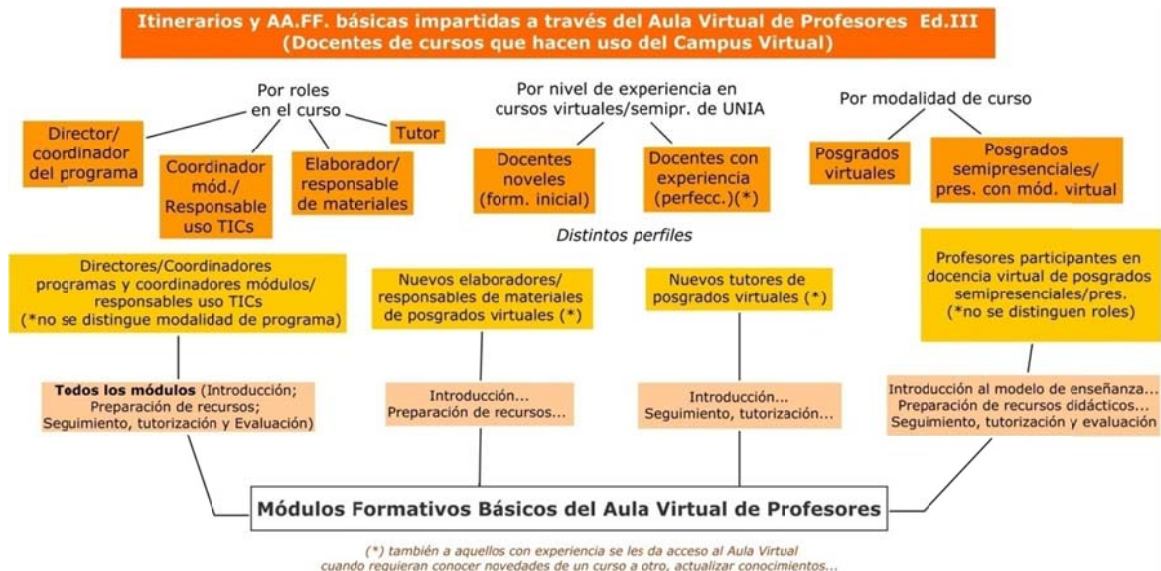 Itinerarios y AA.FF. básicas impartidas a través del Aula Virtual de Profesores Ed.III
(Docentes de cursos que hacen uso del Campus Virtual)
Por roles
en el curso
Director/
coordinador
del programa
Coordinador
mód./
Responsable
uso TICs
Elaborador/
responsable
de materiales
Tutor
Por nivel de experiencia en
cursos virtuales/semipr. de UNIA
Docentes
noveles
(form. inicial)
Docentes con
experiencia
(perfecc.)(*)
Por modalidad de curso
Posgrados
virtuales
Posgrados
semipresenciales/
pres. con mód. virtual
Distintos perfiles
Directores/Coordinadores
programas y coordinadores módulos/
responsables uso TICs
(*no se distingue modalidad de programa)
Nuevos elaboradores/
responsables de materiales
de posgrados virtuales (*)
Nuevos tutores de
posgrados virtuales (*)
Profesores participantes en
docencia virtual de posgrados
semipresenciales/pres.
(*no se distinguen roles)
Todos los módulos (Introducción;
Preparación de recursos;
Seguimiento, tutorización y Evaluación)
Introducción...
Preparación de recursos...
Introducción...
Seguimiento, tutorización...
Introducción al modelo de enseñanza...
Preparación de recursos didácticos...
Seguimiento, tutorización y evaluación
Módulos Formativos Básicos del Aula Virtual de Profesores
(*) también a aquellos con experiencia se les da acceso al Aula Virtual
cuando requieran conocer novedades de un curso a otro, actualizar conocimientos...